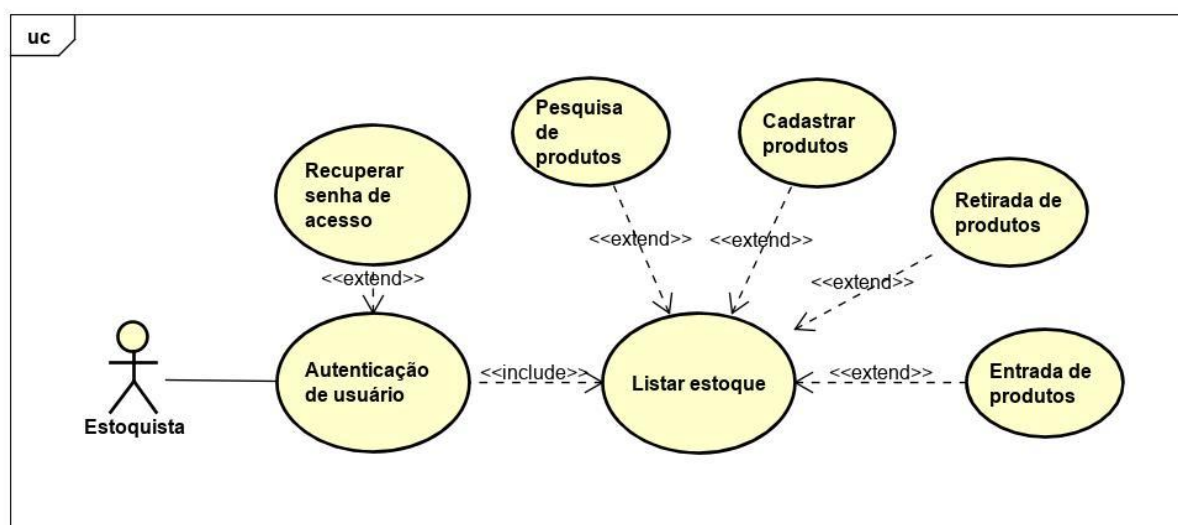 uc
Pesquisa
de
produtos
Cadastrar
produtos
Recuperar
senha de
acesso
Retirada de
produtos
<<extend>>
<<extend>>
<<extend>>
<<extend>>
Autenticação
de usuário
<<include>>
Listar estoque
<<extend>>
Entrada de
produtos
Estoquista